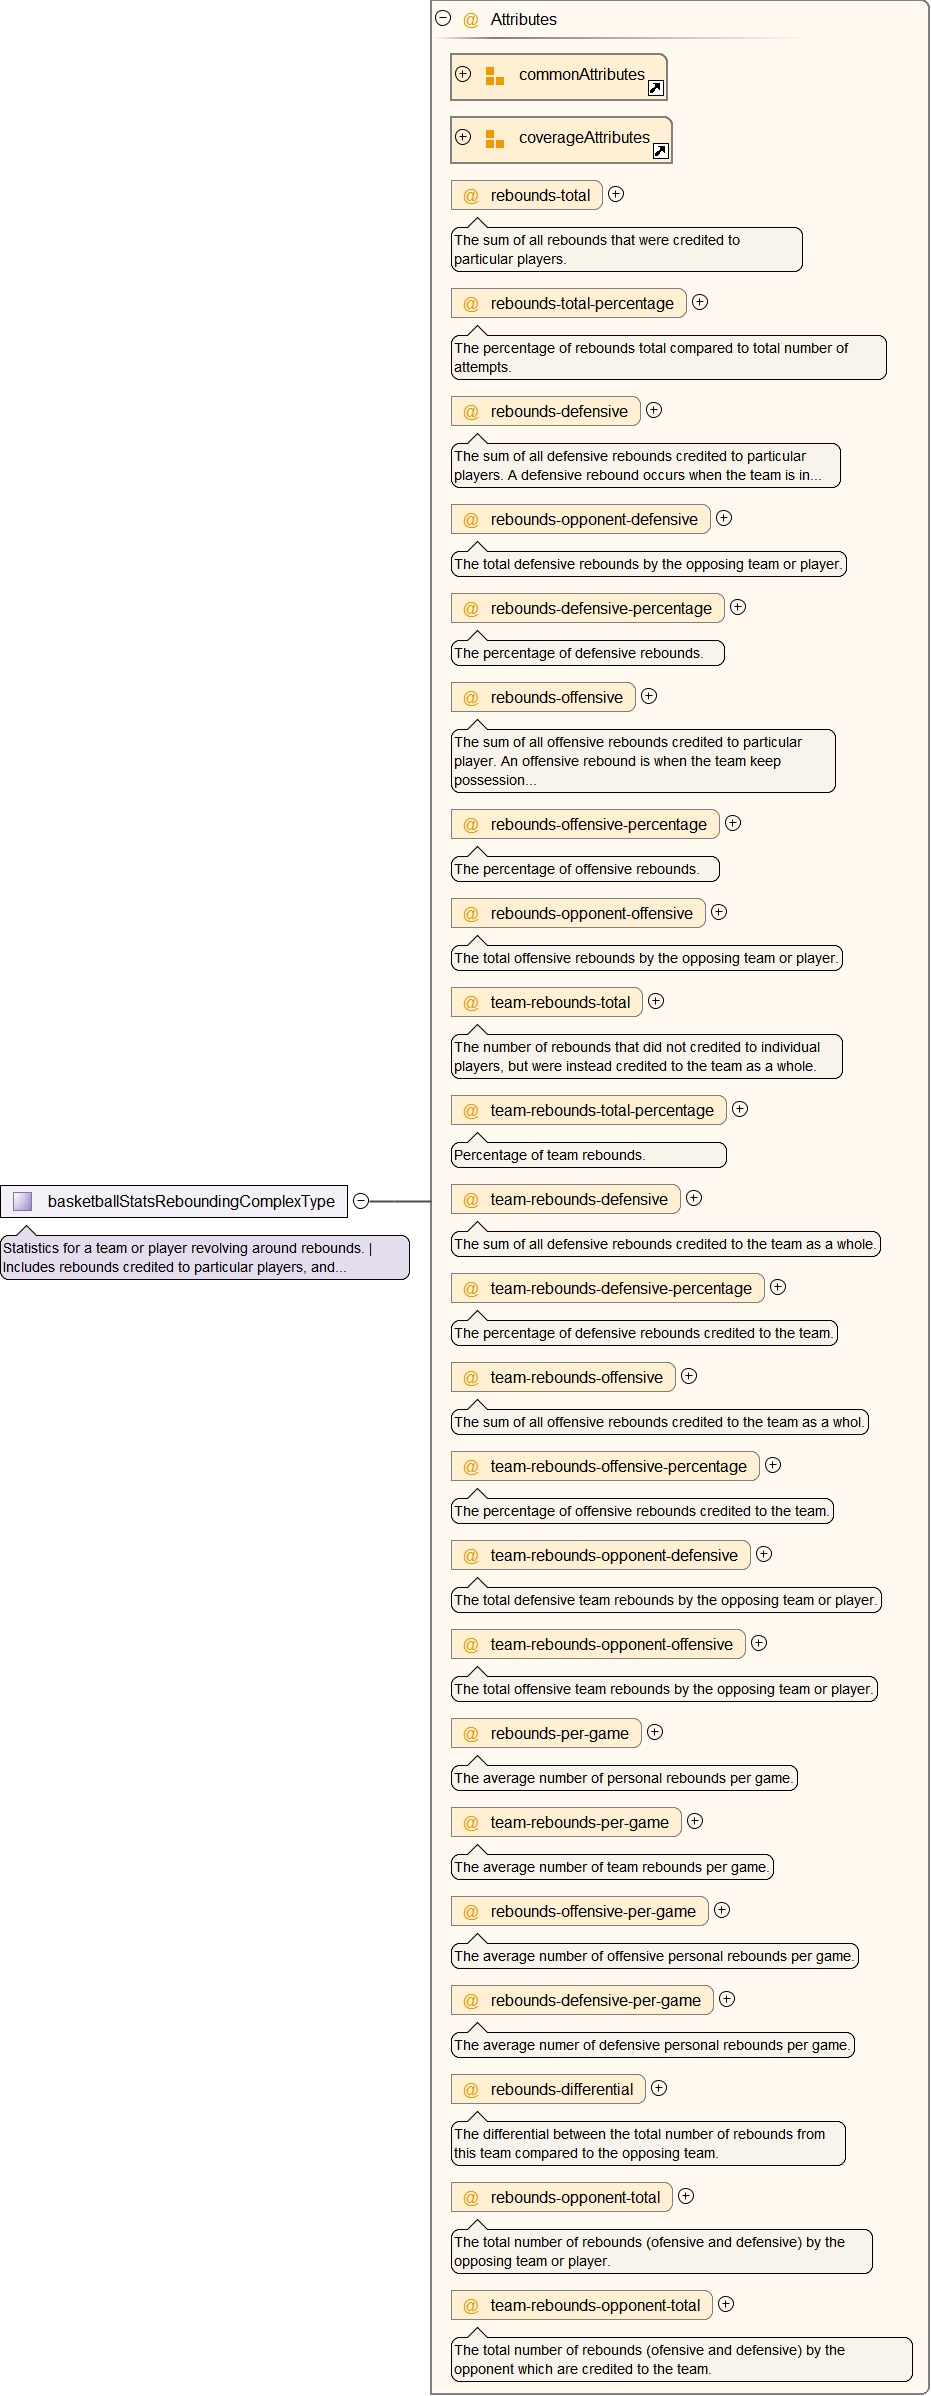 @ Attributes
commonAttributes
coverageAttributes
@ rebounds-total
The sum of all rebounds that were credited to
particular players.
@ rebounds-total-percentage
The percentage of rebounds total compared to total number of
attempts.
@ rebounds-defensive
The sum of all defensive rebounds credited to particular
players. A defensive rebound occurs when the team is in...
@ rebounds-opponent-defensive
The total defensive rebounds by the opposing team or player.
@ rebounds-defensive-percentage
The percentage of defensive rebounds.
@ rebounds-offensive
The sum of all offensive rebounds credited to particular
player. An offensive rebound is when the team keep
possession...
@ rebounds-offensive-percentage
The percentage of offensive rebounds.
@ rebounds-opponent-offensive
The total offensive rebounds by the opposing team or player.
@ team-rebounds-total
The number of rebounds that did not credited to individual
players, but were instead credited to the team as a whole.
@ team-rebounds-total-percentage
Percentage of team rebounds.
basketballStatsReboundingComplexType
Statistics for a team or player revolving around rebounds. |
Includes rebounds credited to particular players, and...
@ team-rebounds-defensive
The sum of all defensive rebounds credited to the team as a whole.
@ team-rebounds-defensive-percentage
The percentage of defensive rebounds credited to the team.
@ team-rebounds-offensive
The sum of all offensive rebounds credited to the team as a whol.
@ team-rebounds-offensive-percentage
The percentage of offensive rebounds credited to the team.
@ team-rebounds-opponent-defensive
The total defensive team rebounds by the opposing team or player.
@ team-rebounds-opponent-offensive
The total offensive team rebounds by the opposing team or player.
@ rebounds-per-game
The average number of personal rebounds per game.
@ team-rebounds-per-game
The average number of team rebounds per game.
@ rebounds-offensive-per-game
The average number of offensive personal rebounds per game.
@ rebounds-defensive-per-game
The average numer of defensive personal rebounds per game.
@ rebounds-differential
The differential between the total number of rebounds from
this team compared to the opposing team.
@ rebounds-opponent-total
The total number of rebounds (ofensive and defensive) by the
opposing team or player.
@ team-rebounds-opponent-total
The total number of rebounds (ofensive and defensive) by the
opponent which are credited to the team.